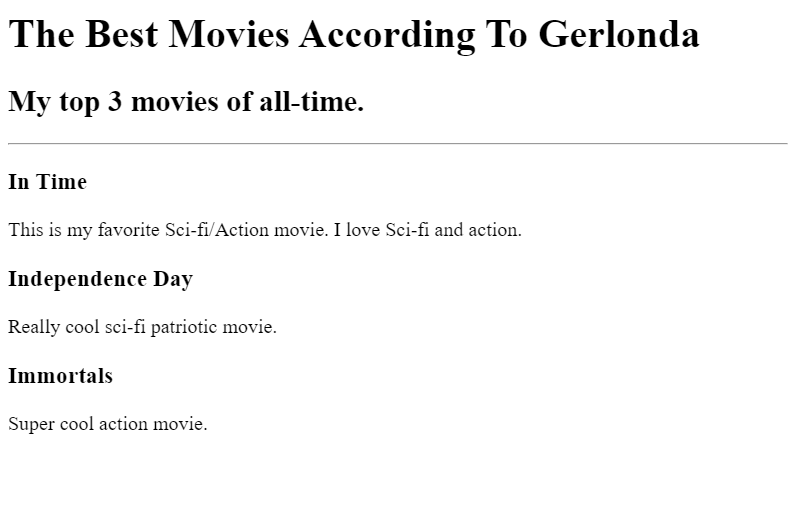 The Best Movies According To Gerlonda
My top 3 movies of all-time.
In Time
This is my favorite Sci-fi/Action movie. I love Sci-fi and action.
Independence Day
Really cool sci-fi patriotic movie.
Immortals
Super cool action movie.